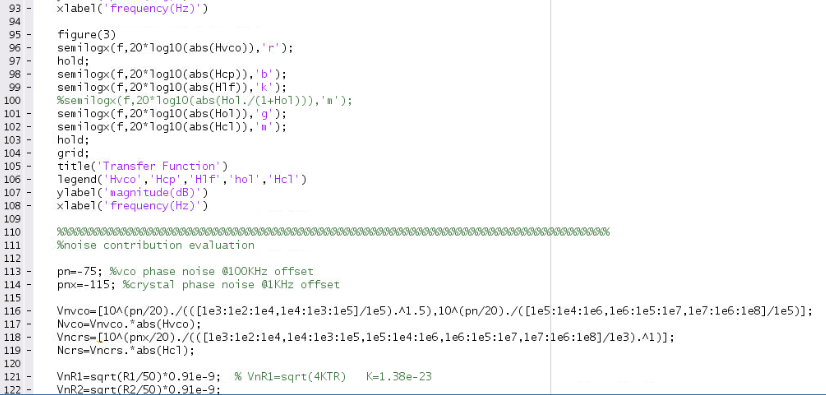 93 - xlabel('frequency(Hz)')
94
95 - figure(3)
96 - semilogx(f,20*log10(abs(Hvco)),'r');
97 - hold;
98 - semilogx(f,20*log10(abs(Hcp)),'b');
99 - semilogx(f,20*log10(abs(Hlf)),'k');
100 %semilogx(f,20*log10(abs(Hol./(1+Hol))),'m');
101 - semilogx(f,20*log10(abs(Hol)),'g');
102 - semilogx(f,20*log10(abs(Hcl)),'m');
103 - hold;
104 - grid;
105 - title('Transfer Function')
106 - legend('Hvco','Hcp','Hlf','hol','Hcl')
107 - ylabel('magnitude(dB)')
108 - xlabel('frequency(Hz)')
109
110 %%%%%%%%%%%%%%%%%%%%%%%%%%%%%%%%%%%%%%%%%%%%%%%%%%%%%%%%%%%%%%%%%%%%%%%%%%%%%%%%%%%%%
111 %noise contribution evaluation
112
113 - pn=-75; %vco phase noise @100KHz offset
114 - pnx=-115; %crystal phase noise @1KHz offset
115
116 - Vnvco=[10^(pn/20)./(([1e3:1e2:1e4,1e4:1e3:1e5]/1e5).^1.5),10^(pn/20)./([1e5:1e4:1e6,1e6:1e5:1e7,1e7:1e6:1e8]/1e5)];
117 - Nvco=Vnvco.*abs(Hvco);
118 - Vncrs=[10^(pnx/20)./(([1e3:1e2:1e4,1e4:1e3:1e5,1e5:1e4:1e6,1e6:1e5:1e7,1e7:1e6:1e8]/1e3).^1)];
119 - Ncrs=Vncrs.*abs(Hcl);
120
121 - VnR1=sqrt(R1/50)*0.91e-9; % VnR1=sqrt(4KTR) K=1.38e-23
122 - VnR2=sqrt(R2/50)*0.91e-9;